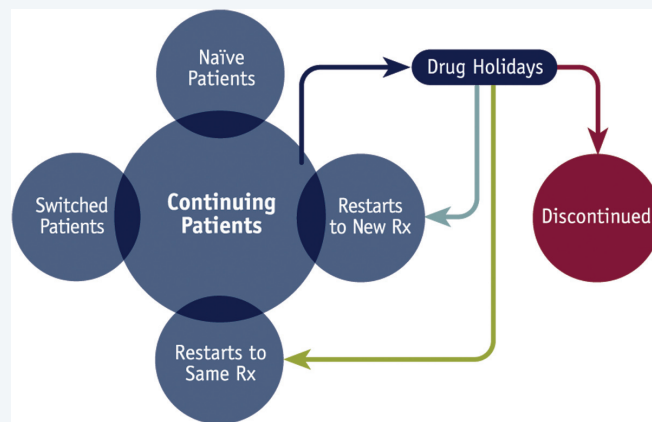 Naïve
Patients
Drug Holidays
Switched
Patients
Continuing
Patients
Restarts
to New Rx
Discontinued
Restarts to
Same Rx